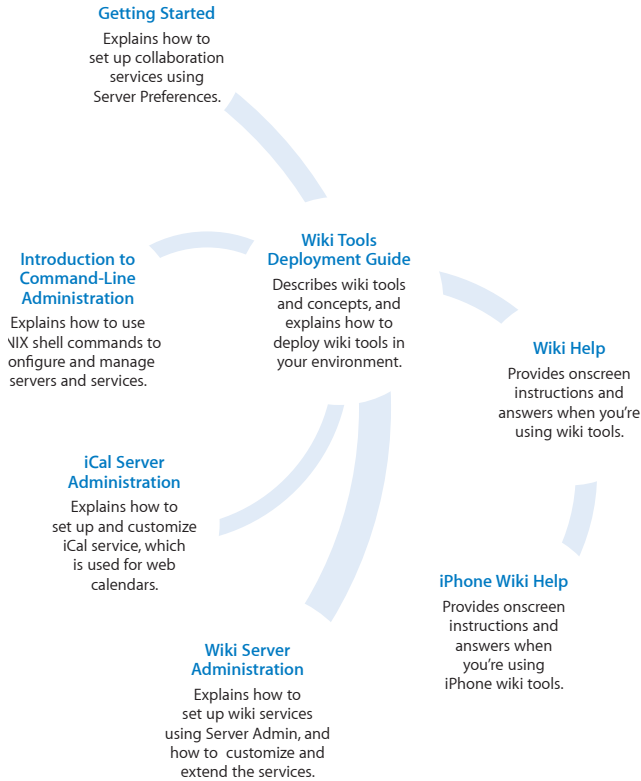 Getting Started
Explains how to
set up collaboration
services using
Server Preferences.
Wiki Tools
Deployment Guide
Describes wiki tools
and concepts, and
explains how to
deploy wiki tools in
your environment.
Introduction to
Command-Line
Administration
Explains how to use
NIX shell commands to
onfigure and manage
servers and services.
Wiki Help
Provides onscreen
instructions and
answers when you're
using wiki tools.
iCal Server
Administration
Explains how to
set up and customize
iCal service, which
is used for web
calendars.
iPhone Wiki Help
Provides onscreen
instructions and
answers when
you're using
iPhone wiki tools.
Wiki Server
Administration
Explains how to
set up wiki services
using Server Admin, and
how to customize and
extend the services.